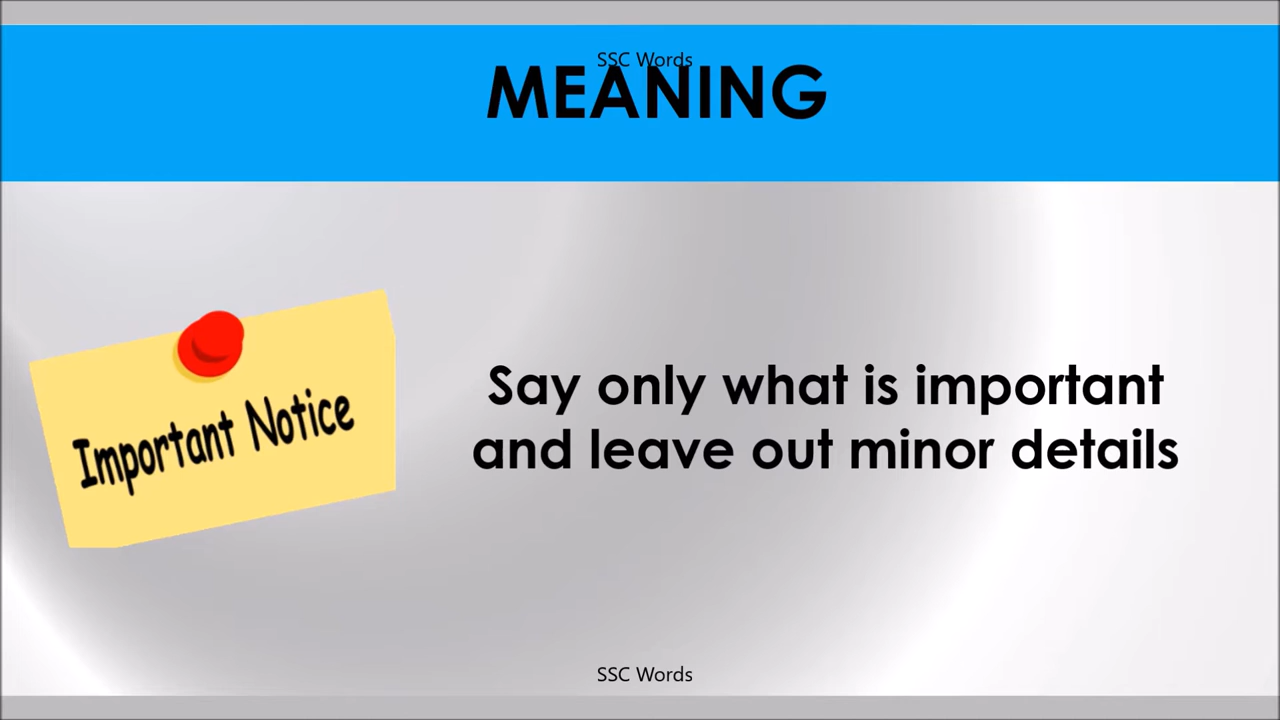 SSC Words
MEANING
Important Notice
Say only what is important
and leave out minor details
SSC Words